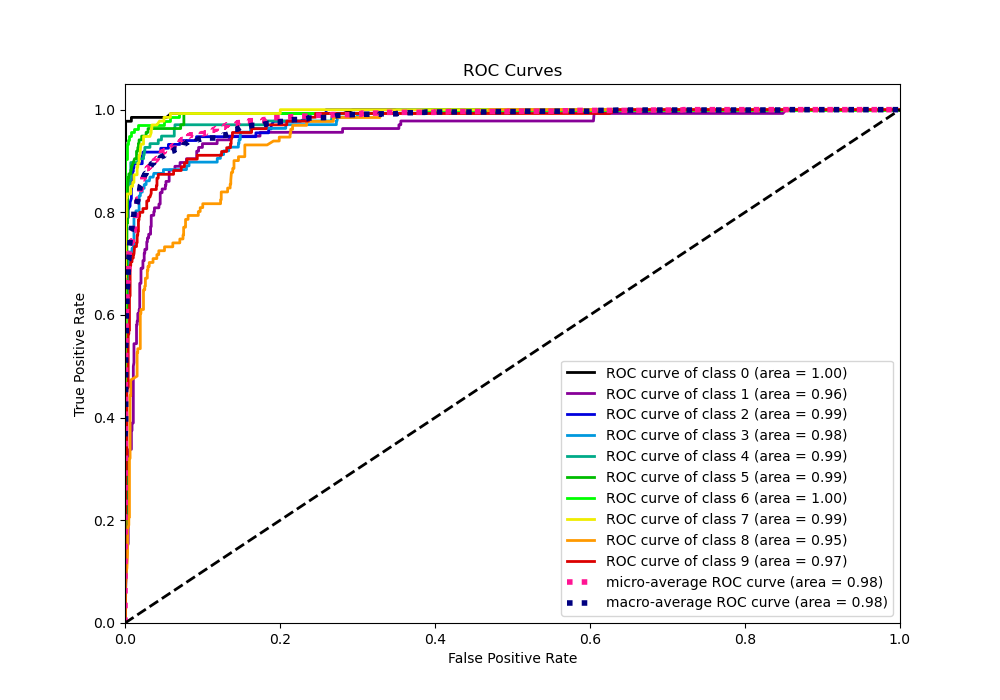 ROC Curves
1.0
0.8
0.6
0.4
0.2
0.0
True Positive Rate
0.0 0.2 0.4 0.6 0.8 1.0
False Positive Rate
ROC curve of class 0 (area = 1.00)
ROC curve of class 1 (area = 0.96)
ROC curve of class 2 (area = 0.99)
ROC curve of class 3 (area = 0.98)
ROC curve of class 4 (area = 0.99)
ROC curve of class 5 (area = 0.99)
ROC curve of class 6 (area = 1.00)
ROC curve of class 7 (area = 0.99)
ROC curve of class 8 (area = 0.95)
ROC curve of class 9 (area = 0.97)
micro-average ROC curve (area = 0.98)
macro-average ROC curve (area = 0.98)